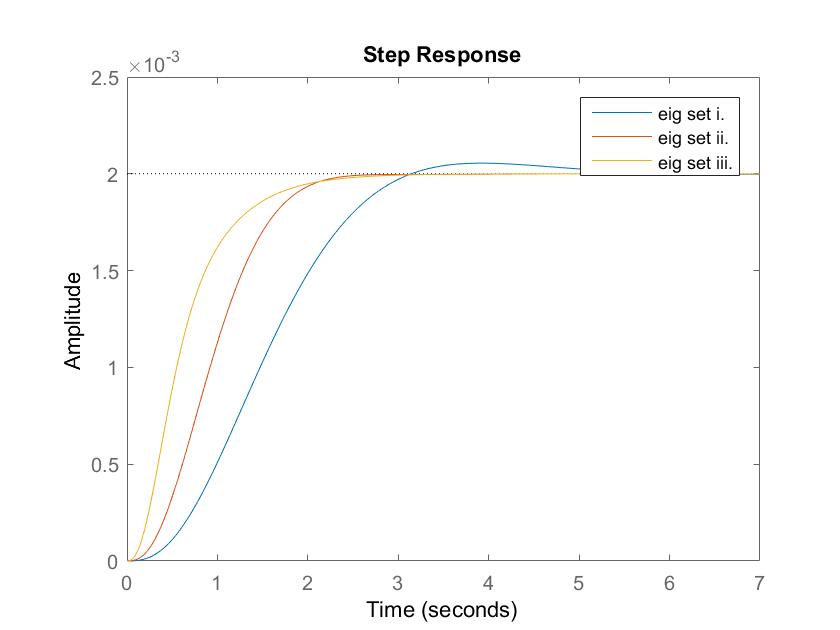 Step Response
×10-3
2.5
2
1.5
1
0.5
0
Amplitude
eig set i.
eig set ii.
eig set iii.
0 1 2 3 4 5 6 7
Time (seconds)